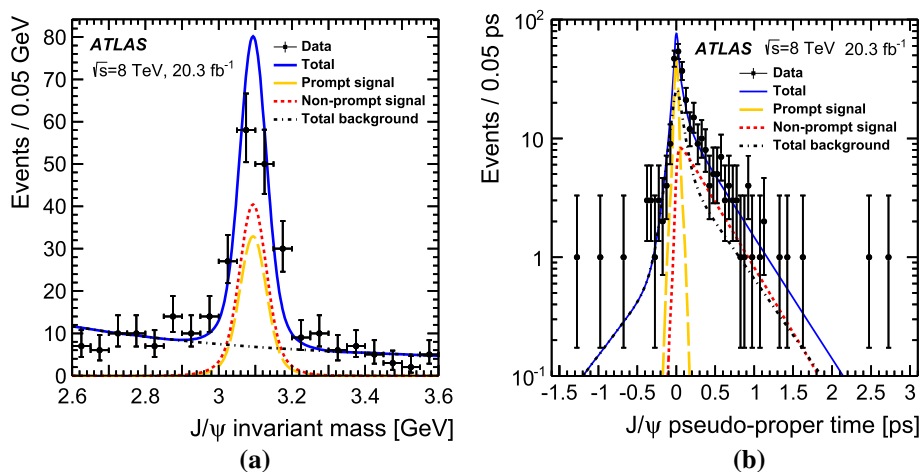 Events / 0.05 GeV
80
70
60
50
40
30
20
10
0
ATLAS
√s=8 TeV, 20.3 fb⁻¹
Data
Total
Prompt signal
Non-prompt signal
Total background
2.6 2.8 3 3.2 3.4 3.6
J/ψ invariant mass [GeV]
(a)
Events / 0.05 ps
10²
10
1
10⁻¹
ATLAS √s=8 TeV 20.3 fb⁻¹
Data
Total
Prompt signal
Non-prompt signal
Total background
-1.5 -1 -0.5 0 0.5 1 1.5 2 2.5 3
J/ψ pseudo-proper time [ps]
(b)